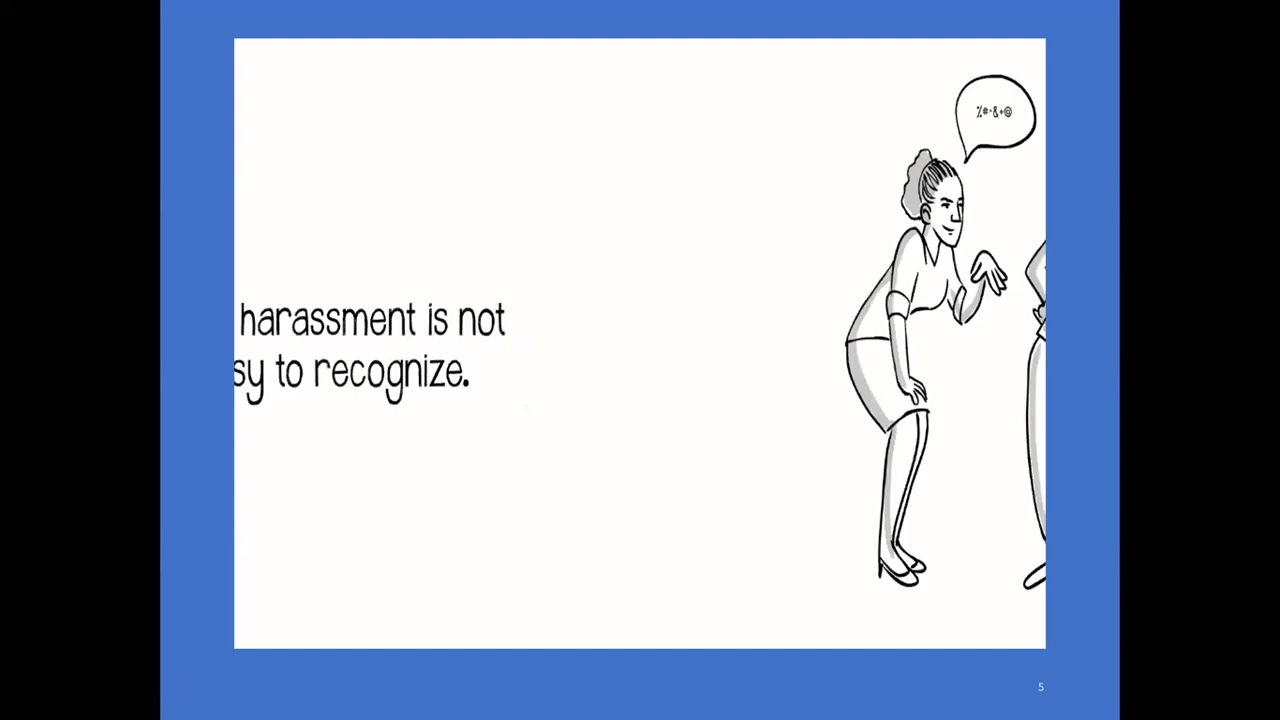 %#*&+@
harassment is not
sy to recognize.
5